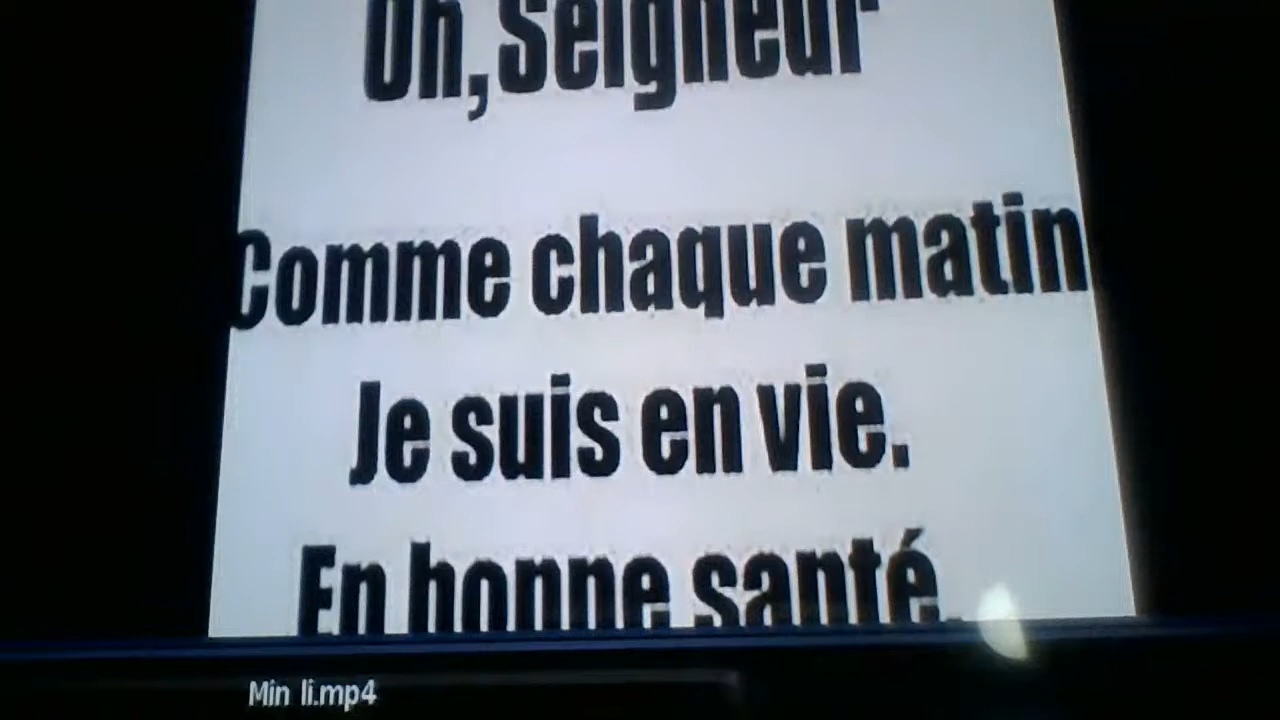 Oh, Seigneur
Comme chaque matin
Je suis en vie.
En bonne santé.
Min li.mp4